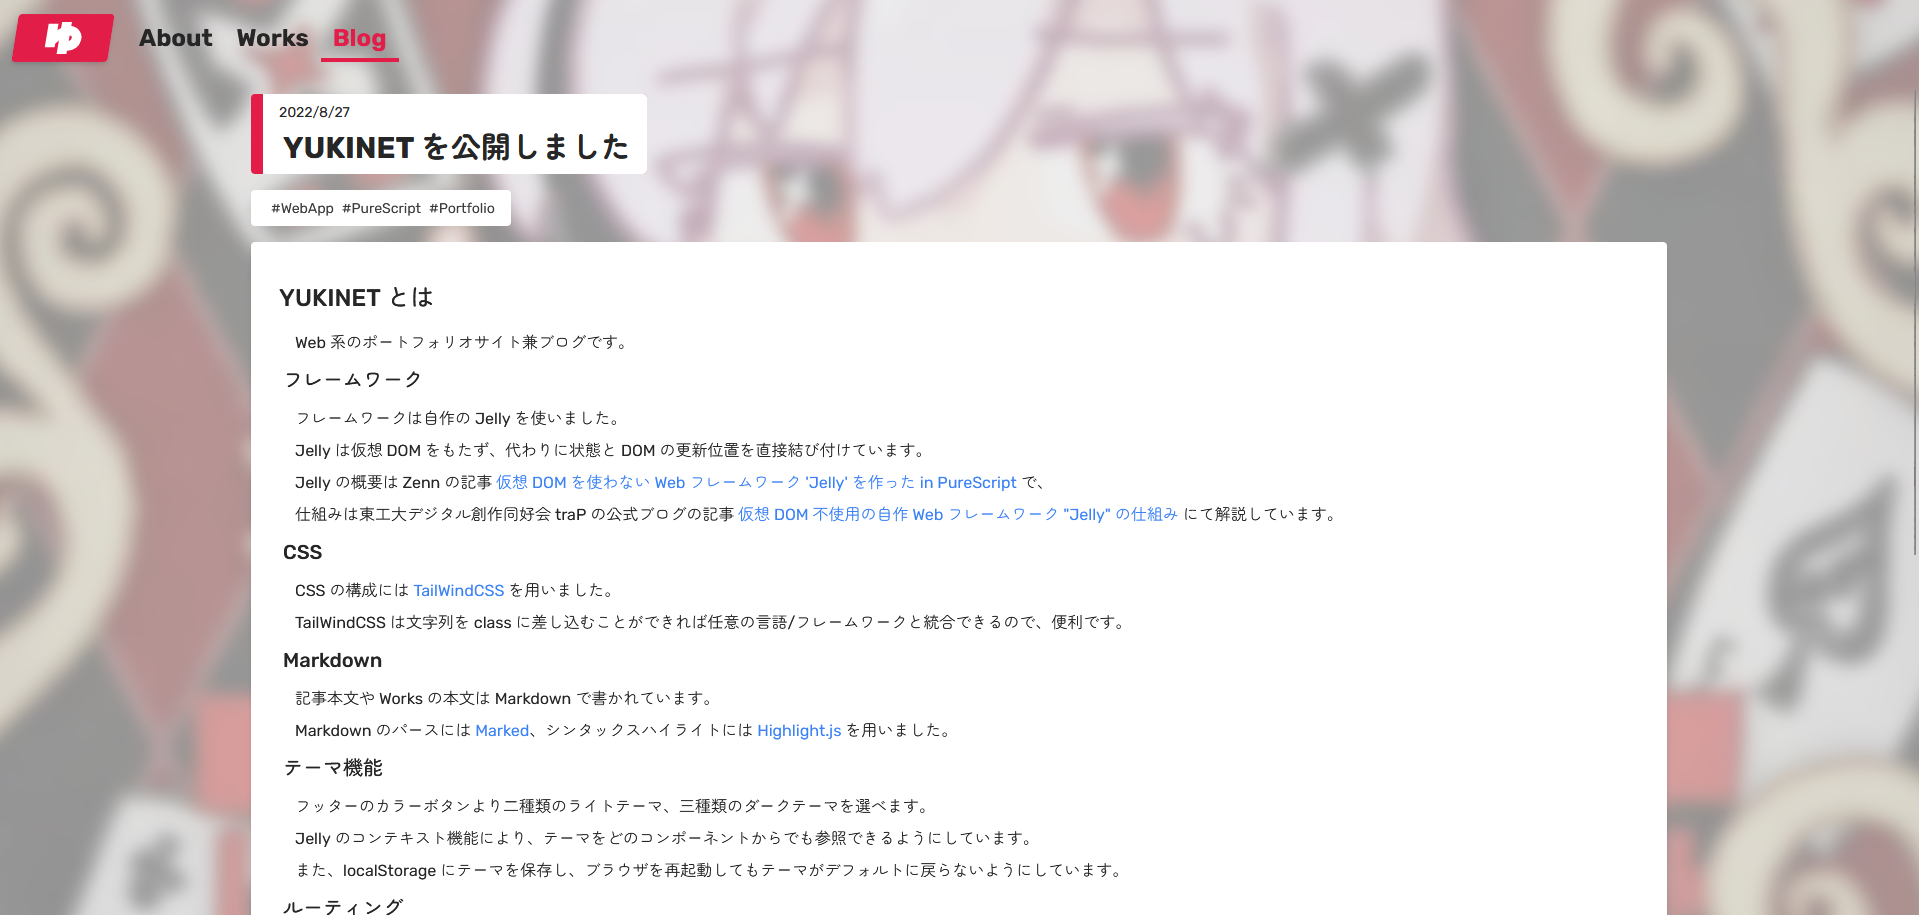 About Works Blog
2022/8/27
YUKINET を公開しました
#WebApp #PureScript #Portfolio
YUKINET とは
Web 系のポートフォリオサイト兼ブログです。
フレームワーク
フレームワークは自作の Jelly を使いました。
Jelly は仮想 DOM をもたず、代わりに状態と DOM の更新位置を直接結び付けています。
Jelly の概要は Zenn の記事 仮想 DOM を使わない Web フレームワーク 'Jelly' を作った in PureScript で、
仕組みは東工大デジタル創作同好会 traP の公式ブログの記事 仮想 DOM 不使用の自作 Web フレームワーク "Jelly" の仕組み にて解説しています。
CSS
CSS の構成には TailWindCSS を用いました。
TailWindCSS は文字列を class に差し込むことができれば任意の言語/フレームワークと統合できるので、便利です。
Markdown
記事本文や Works の本文は Markdown で書かれています。
Markdown のパースには Marked、シンタックスハイライトには Highlight.js を用いました。
テーマ機能
フッターのカラーボタンより二種類のライトテーマ、三種類のダークテーマを選べます。
Jelly のコンテキスト機能により、テーマをどのコンポーネントからでも参照できるようにしています。
また、localStorage にテーマを保存し、ブラウザを再起動してもテーマがデフォルトに戻らないようにしています。
ルーティング